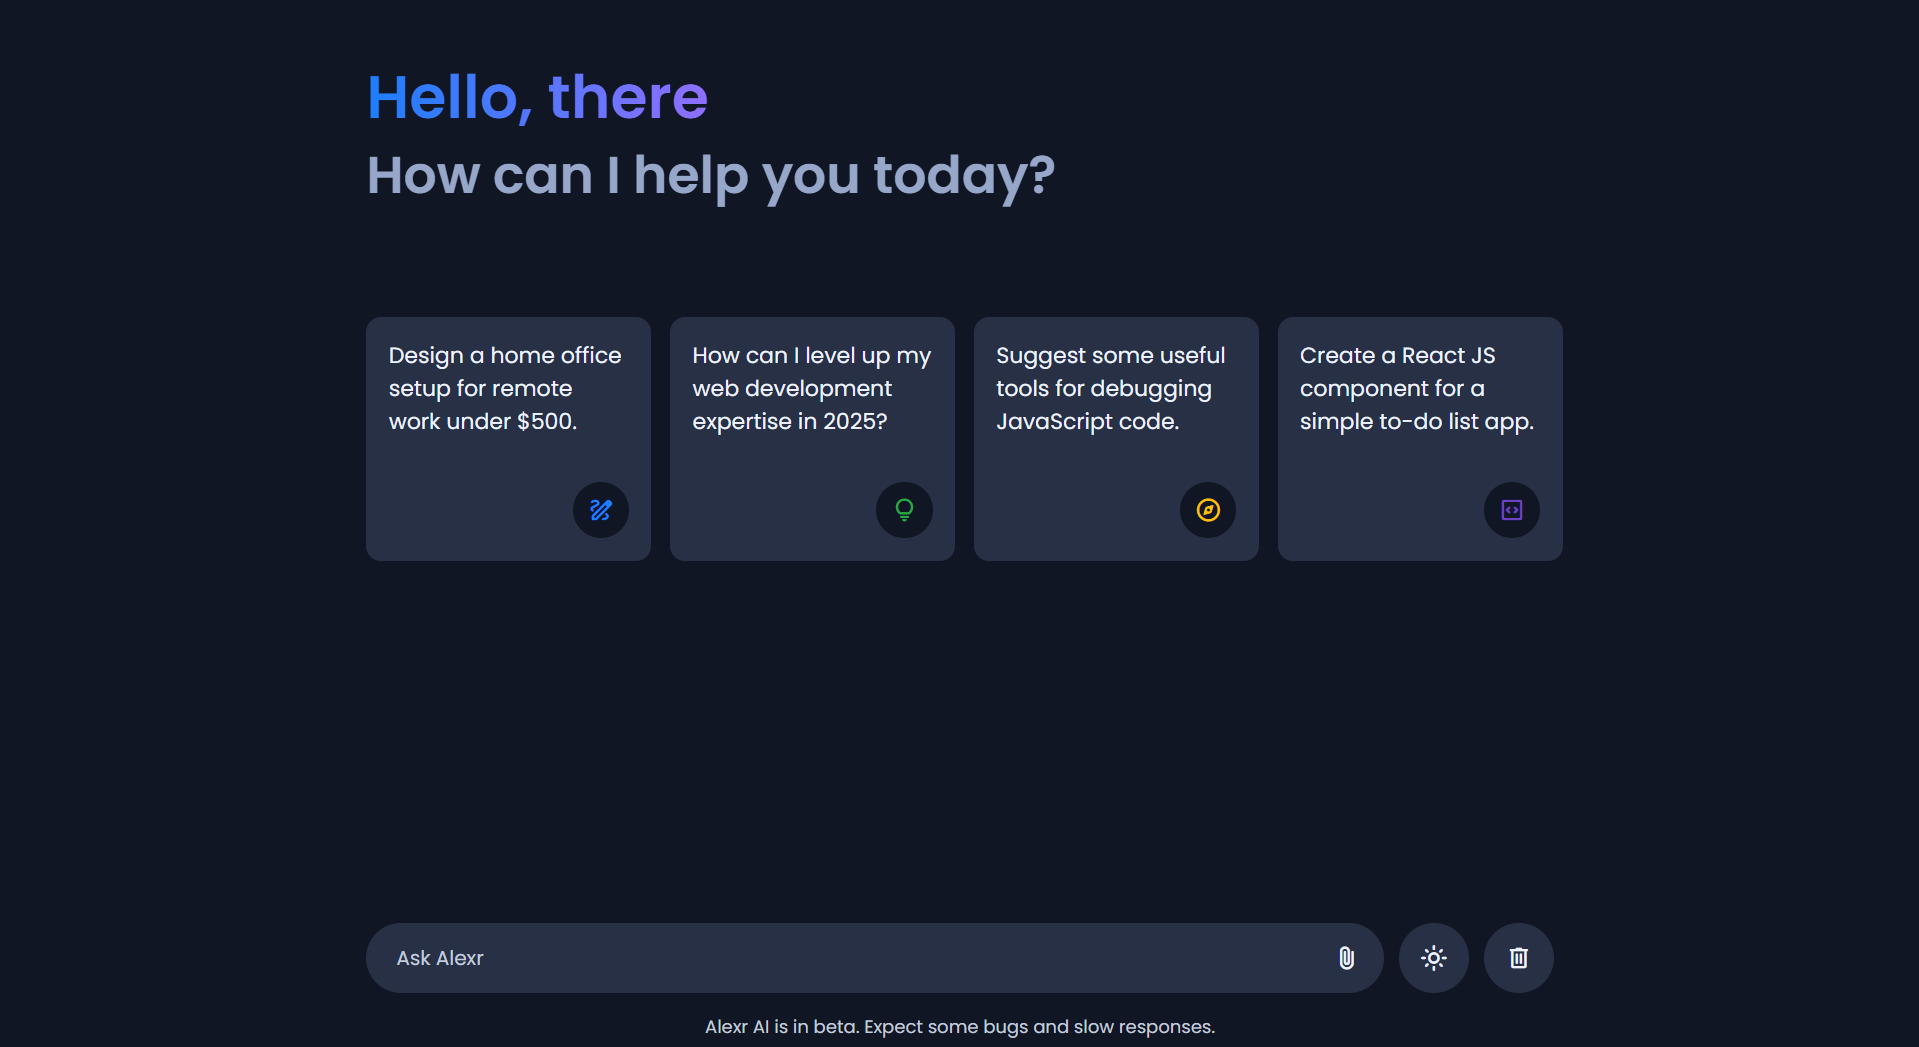 Hello, there
How can I help you today?
Design a home office
setup for remote
work under $500.
How can I level up my
web development
expertise in 2025?
Suggest some useful
tools for debugging
JavaScript code.
Create a React JS
component for a
simple to-do list app.
Ask Alexr
Alexr AI is in beta. Expect some bugs and slow responses.